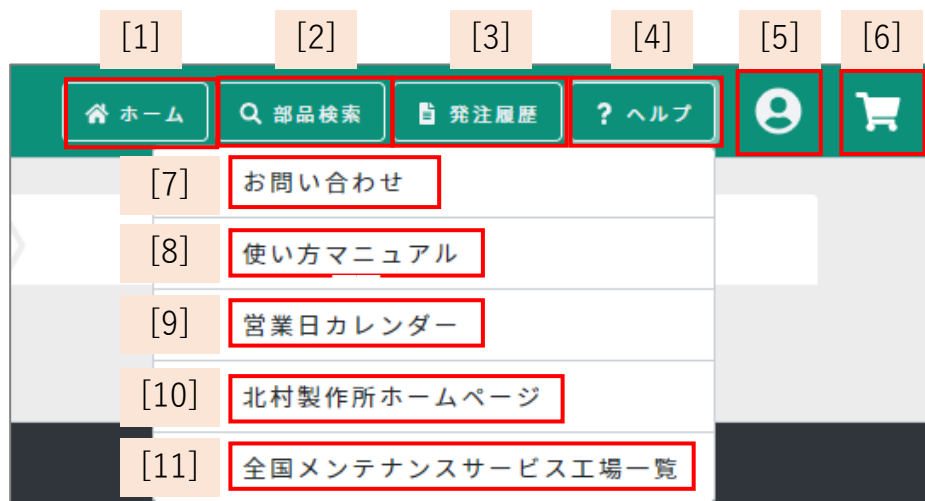 [1] [2] [3] [4] [5] [6]
ホーム 部品検索 発注履歴 ? ヘルプ
[7] お問い合わせ
[8] 使い方マニュアル
[9] 営業日カレンダー
[10] 北村製作所ホームページ
[11] 全国メンテナンスサービス工場一覧